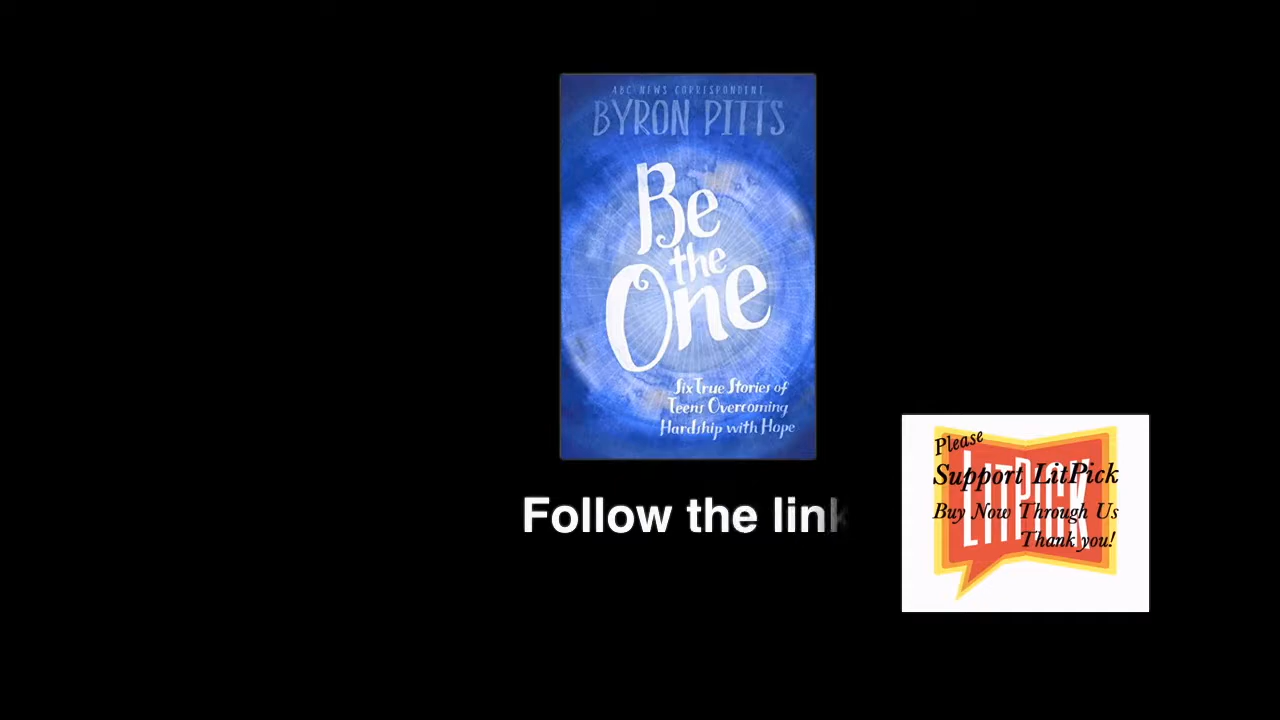 ABC NEWS CORRESPONDENT
BYRON PITTS
Be
the
One
Six True Stories of
Teens Overcoming
Hardship with Hope
Follow the link
Please
Support LitPick
Buy Now Through Us
Thank you!
LITPICK